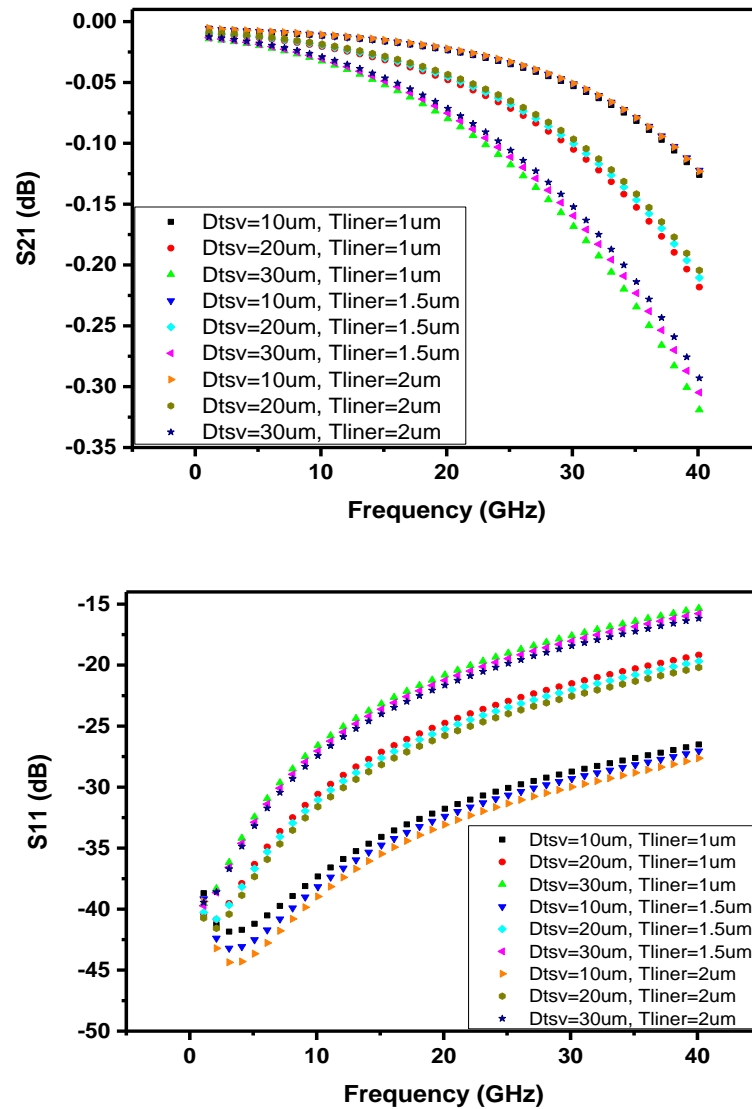 0.00
-0.05
-0.10
-0.15
-0.20
-0.25
-0.30
-0.35
S21 (dB)
Dtsv=10um, Tliner=1um
Dtsv=20um, Tliner=1um
Dtsv=30um, Tliner=1um
Dtsv=10um, Tliner=1.5um
Dtsv=20um, Tliner=1.5um
Dtsv=30um, Tliner=1.5um
Dtsv=10um, Tliner=2um
Dtsv=20um, Tliner=2um
Dtsv=30um, Tliner=2um
0 10 20 30 40
Frequency (GHz)
-15
-20
-25
-30
-35
-40
-45
-50
S11 (dB)
Dtsv=10um, Tliner=1um
Dtsv=20um, Tliner=1um
Dtsv=30um, Tliner=1um
Dtsv=10um, Tliner=1.5um
Dtsv=20um, Tliner=1.5um
Dtsv=30um, Tliner=1.5um
Dtsv=10um, Tliner=2um
Dtsv=20um, Tliner=2um
Dtsv=30um, Tliner=2um
0 10 20 30 40
Frequency (GHz)